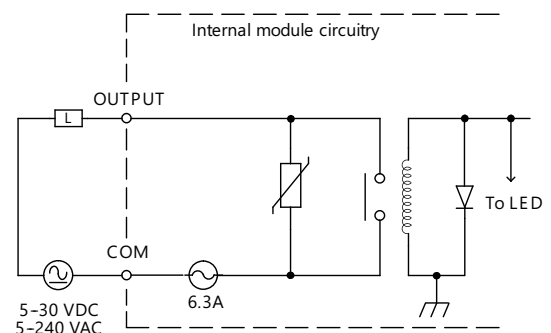 Internal module circuitry
OUTPUT
L
To LED
COM
6.3A
5–30 VDC
5–240 VAC